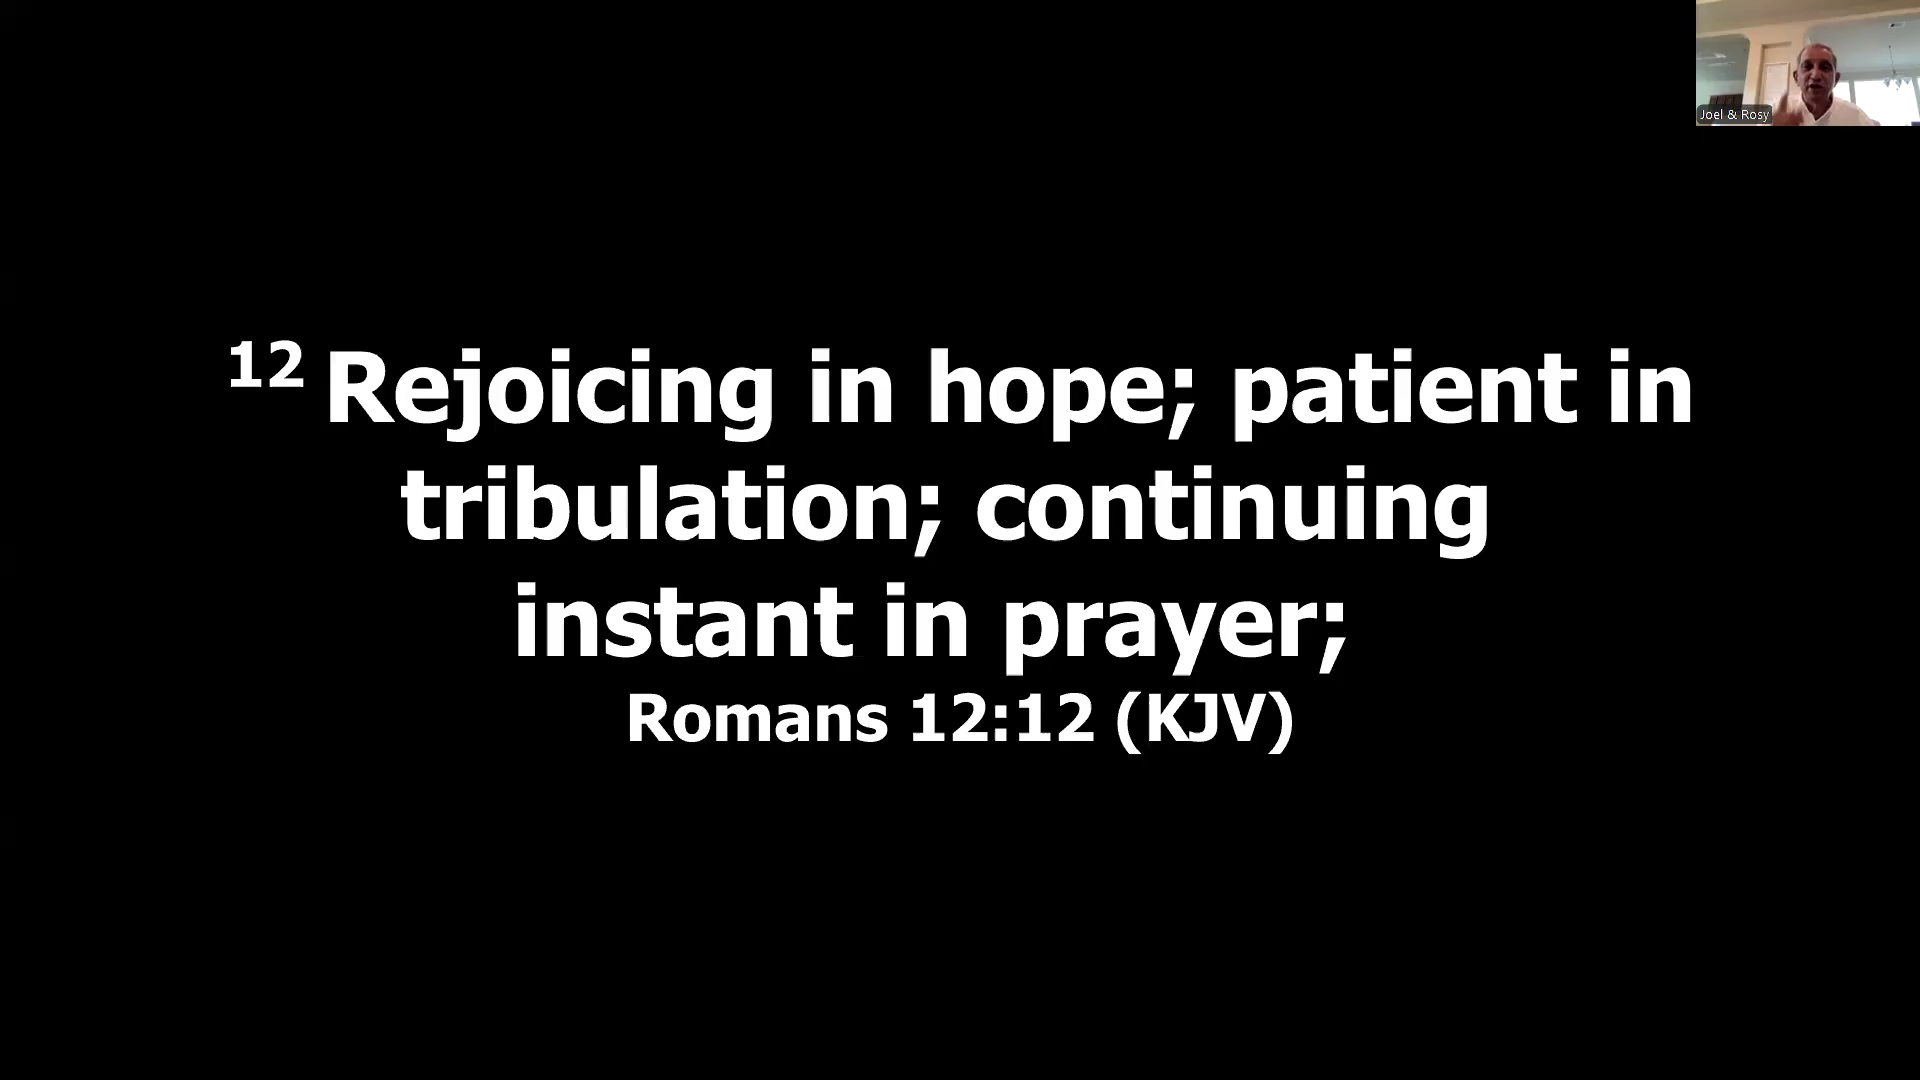 Joel & Rosy
12 Rejoicing in hope; patient in
tribulation; continuing
instant in prayer;
Romans 12:12 (KJV)